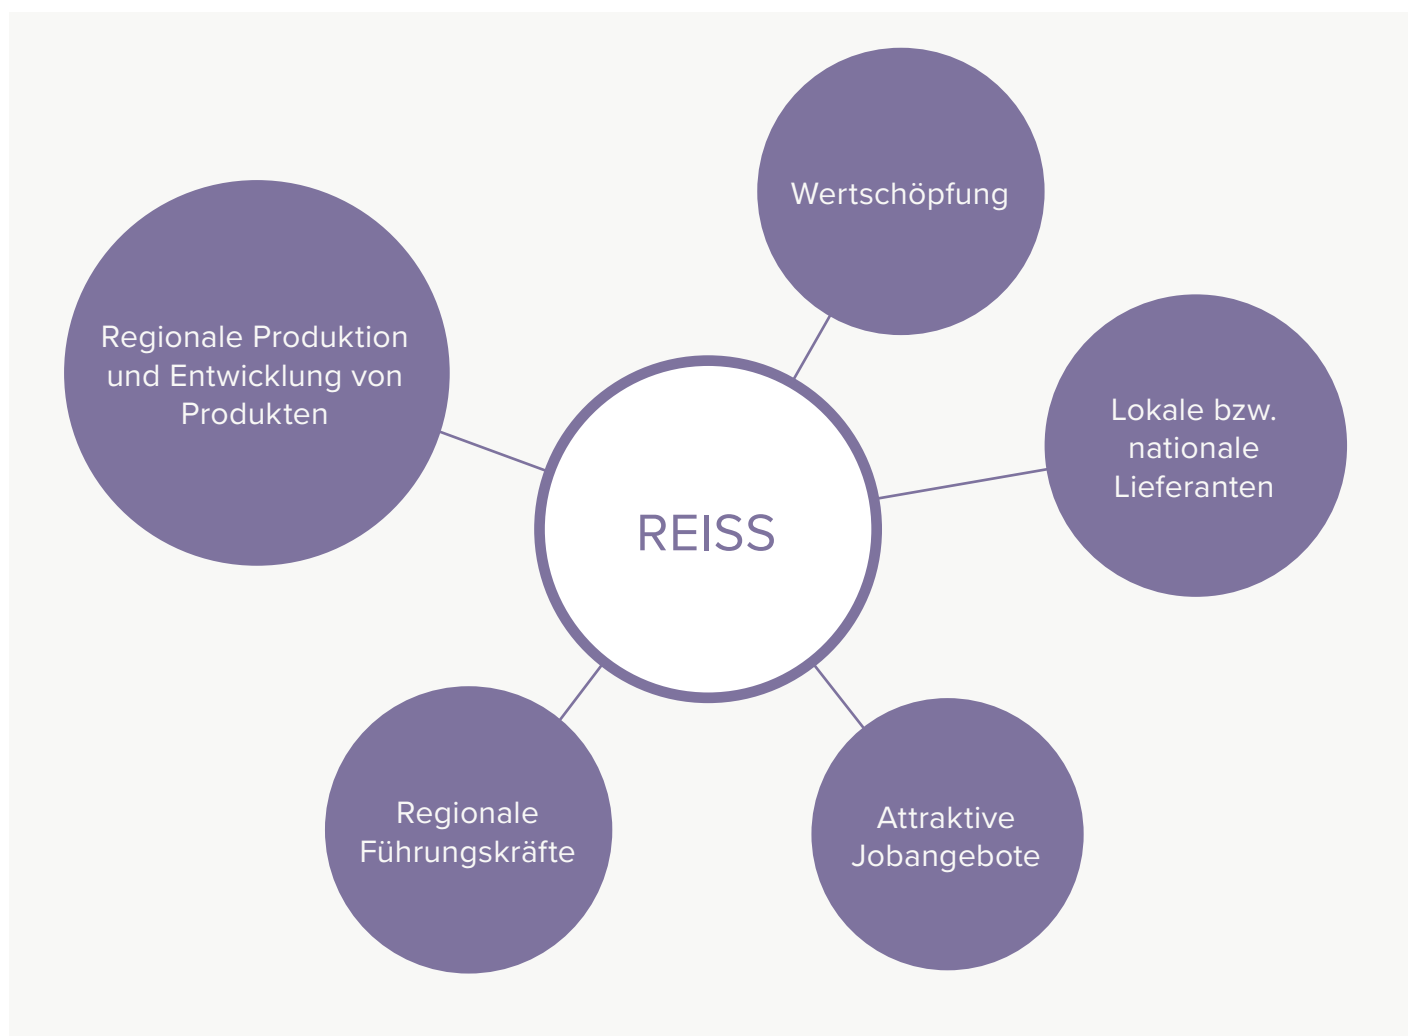 Wertschöpfung
Regionale Produktion
und Entwicklung von
Produkten
Lokale bzw.
nationale
Lieferanten
REISS
Regionale
Führungskräfte
Attraktive
Jobangebote